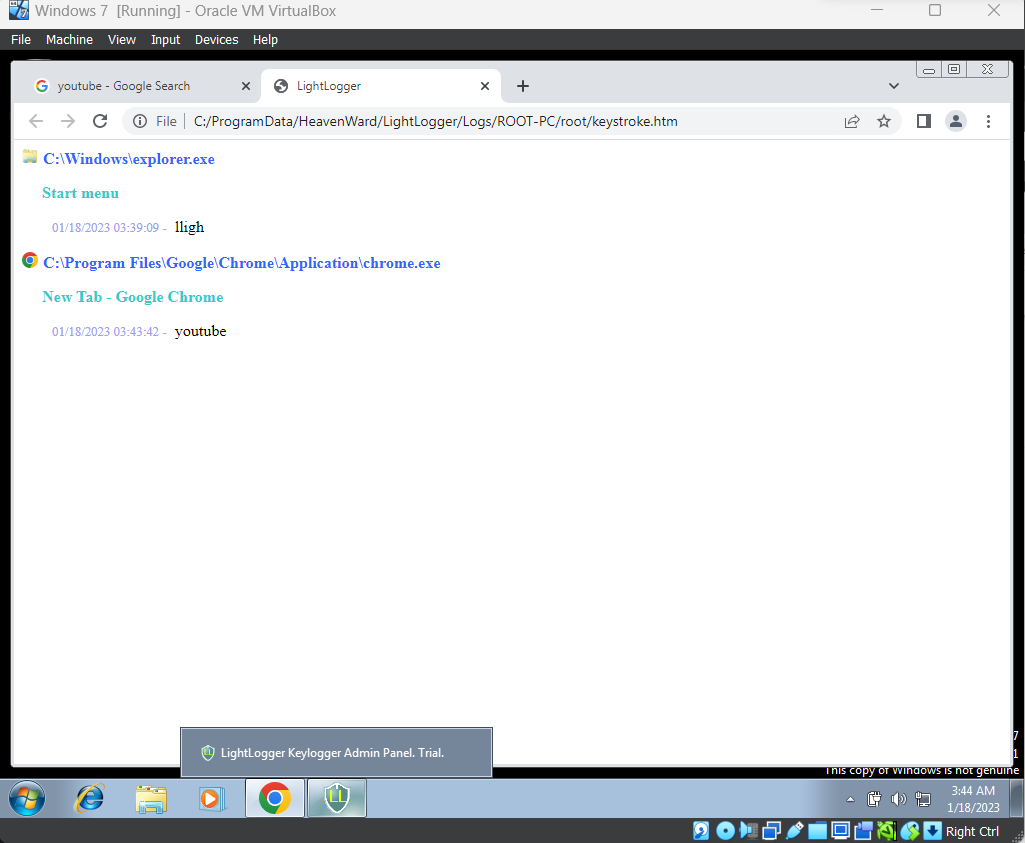 Windows 7 [Running] - Oracle VM VirtualBox
File Machine View Input Devices Help
youtube - Google Search LightLogger
File C:/ProgramData/HeavenWard/LightLogger/Logs/ROOT-PC/root/keystroke.htm
C:\Windows\explorer.exe
Start menu
01/18/2023 03:39:09 - lligh
C:\Program Files\Google\Chrome\Application\chrome.exe
New Tab - Google Chrome
01/18/2023 03:43:42 - youtube
7
LightLogger Keylogger Admin Panel. Trial.
1
This copy of Windows is not genuine
3:44 AM
1/18/2023
Right Ctrl